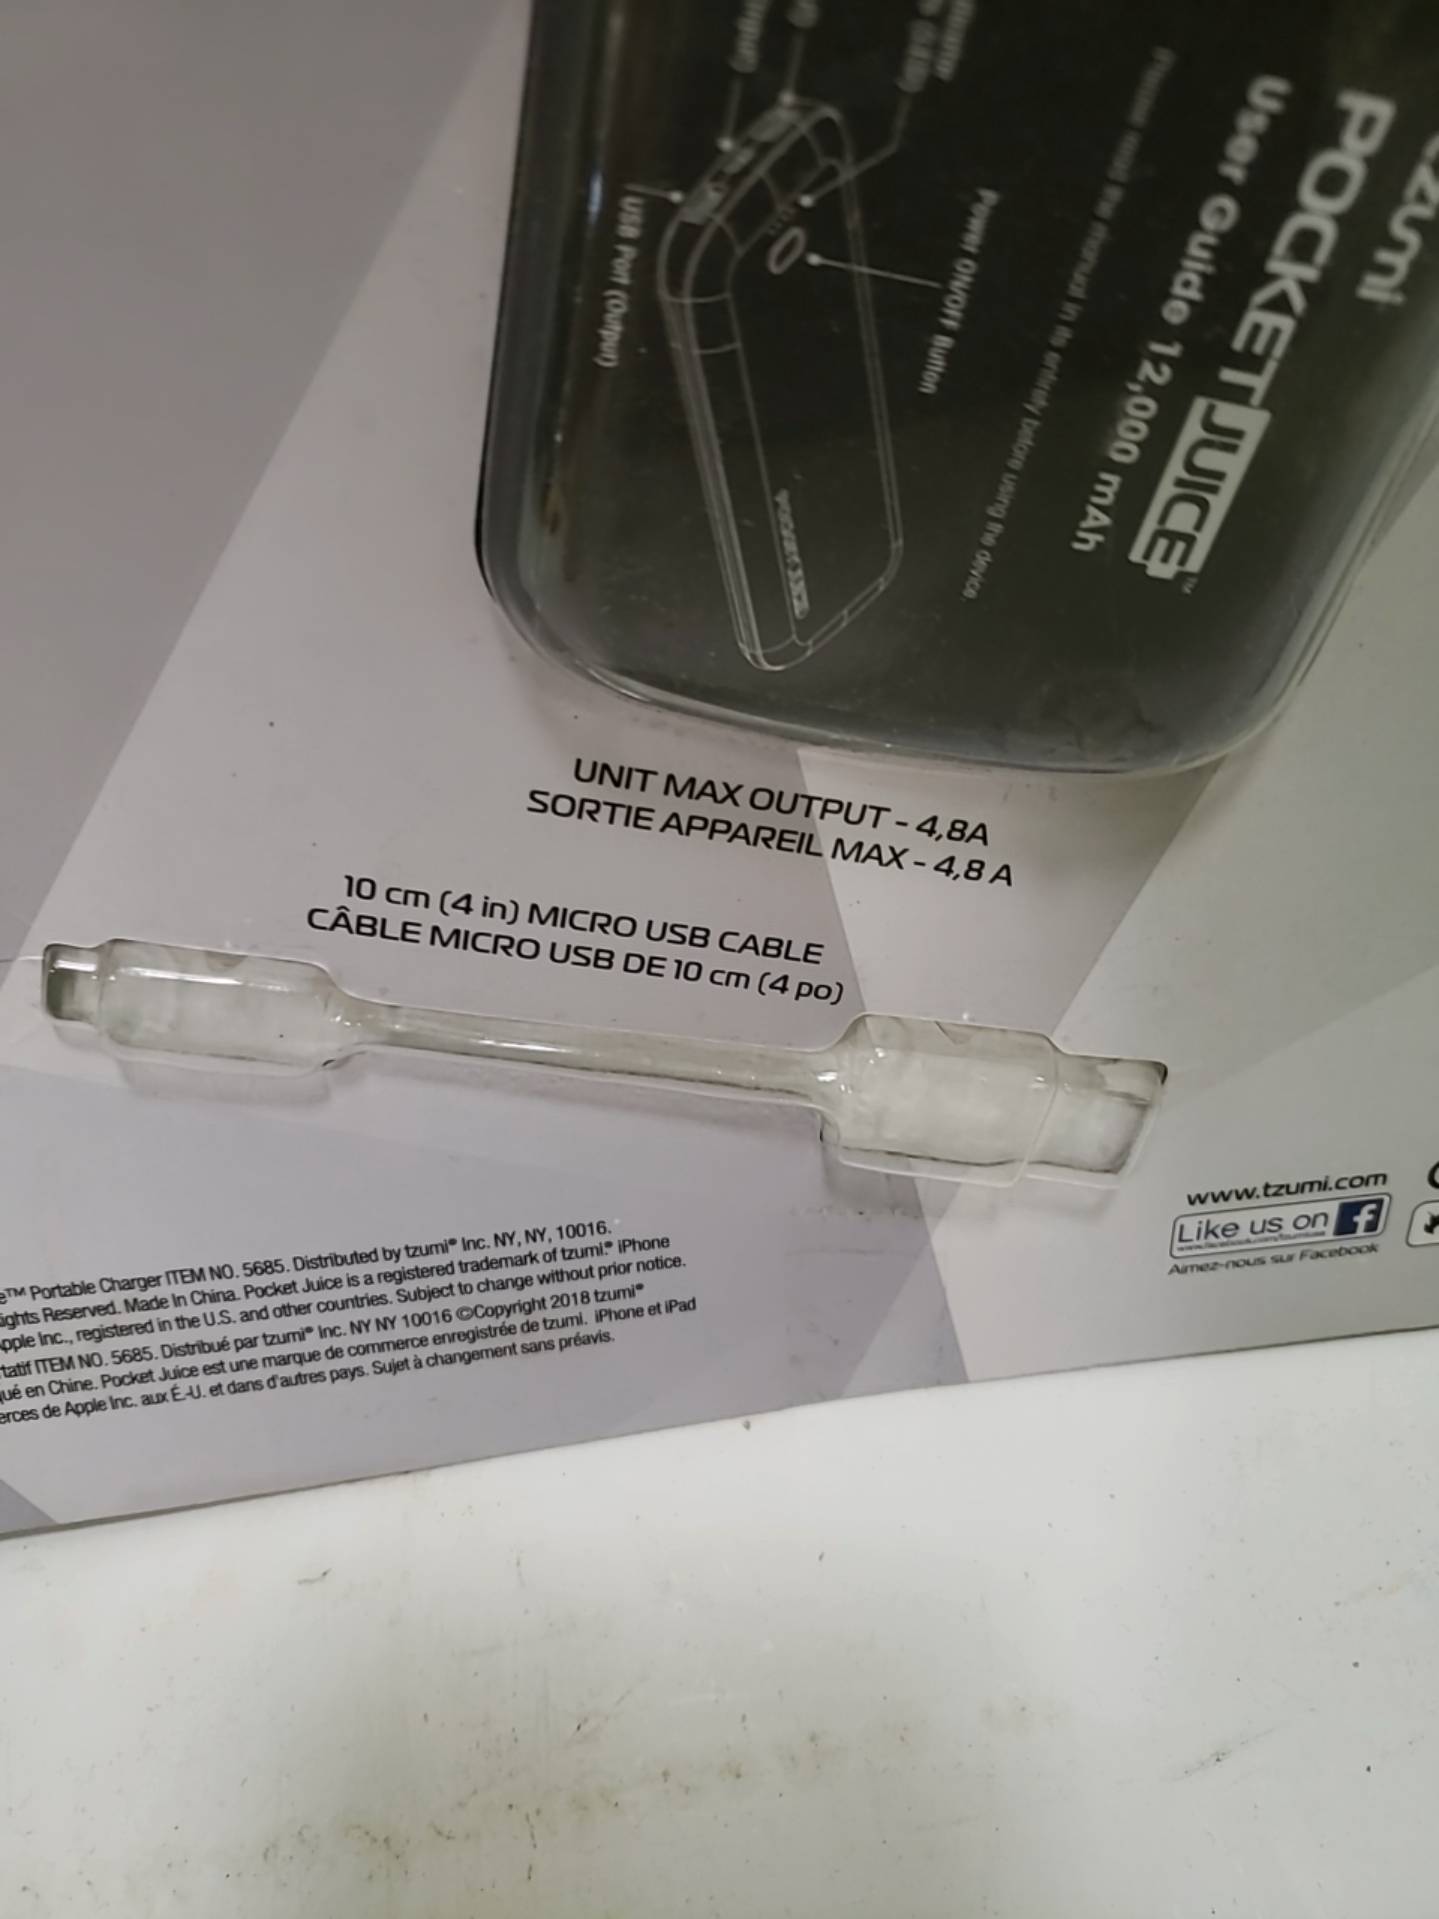 tzumi
POCKET JUICE™
User Guide 12,000 mAh
Please read the manual in its entirety before using the device.
Power ON/OFF Button
USB Port (Output)
UNIT MAX OUTPUT - 4,8A
SORTIE APPAREIL MAX - 4,8 A
10 cm (4 in) MICRO USB CABLE
CÂBLE MICRO USB DE 10 cm (4 po)
™ Portable Charger ITEM NO. 5685. Distributed by tzumi® Inc. NY, NY, 10016.
Reserved. Made In China. Pocket Juice is a registered trademark of tzumi.® iPhone
Inc., registered in the U.S. and other countries. Subject to change without prior notice.
ITEM NO. 5685. Distribué par tzumi® Inc. NY NY 10016 ©Copyright 2018 tzumi®
en Chine. Pocket Juice est une marque de commerce enregistrée de tzumi. iPhone et iPad
de Apple Inc. aux É.-U. et dans d'autres pays. Sujet à changement sans préavis.
www.tzumi.com
Like us on f
Aimez-nous sur Facebook